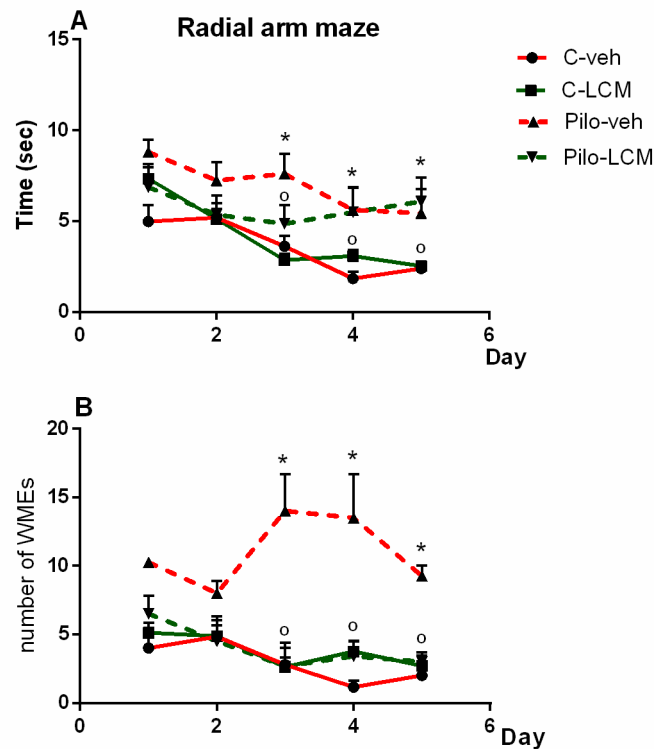 A
Radial arm maze
15
10
5
0
Time (sec)
* * *
o o o
0 2 4 6
Day
C-veh
C-LCM
Pilo-veh
Pilo-LCM
B
20
15
10
5
0
number of WMEs
* * *
o o o
0 2 4 6
Day